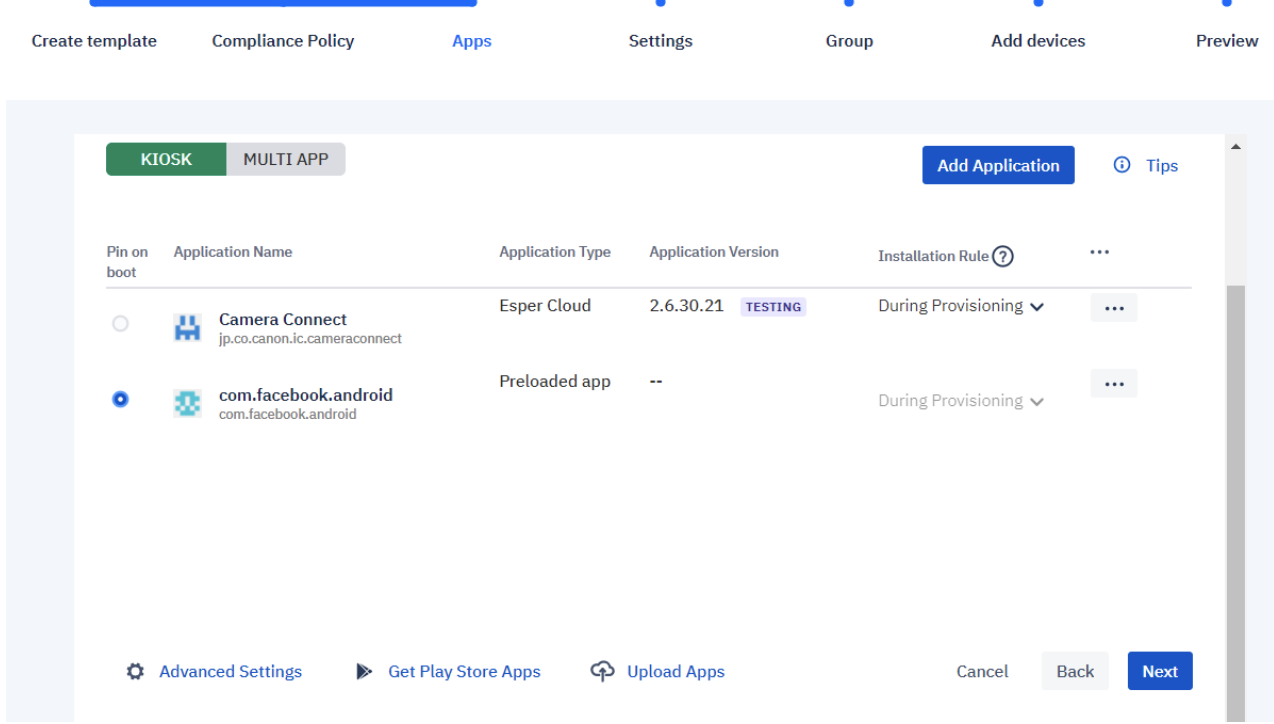 Create template Compliance Policy Apps Settings Group Add devices Preview
KIOSK MULTI APP Add Application Tips
Pin on boot Application Name Application Type Application Version Installation Rule ? ...
Camera Connect Esper Cloud 2.6.30.21 TESTING During Provisioning ...
jp.co.canon.ic.cameraconnect
com.facebook.android Preloaded app -- During Provisioning ...
com.facebook.android
Advanced Settings Get Play Store Apps Upload Apps Cancel Back Next